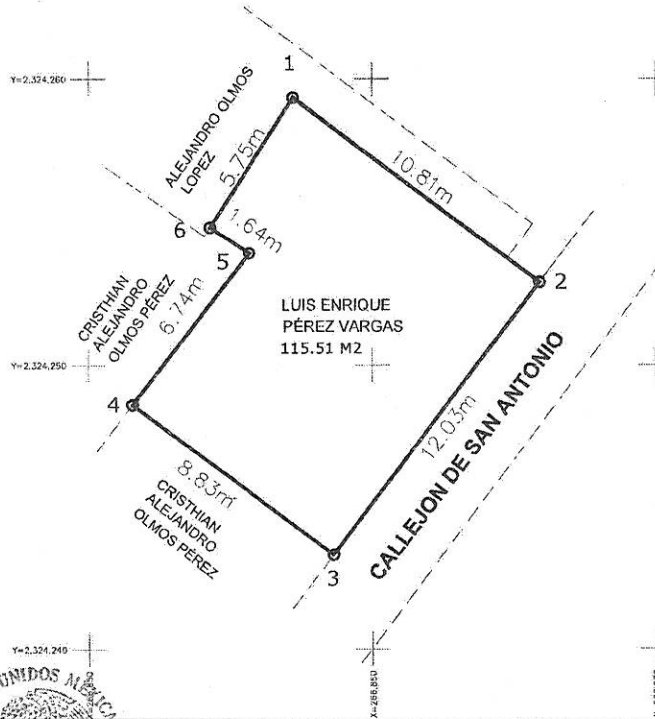 1
Y=2,324,260
ALEJANDRO OLMOS
LOPEZ
5.75m
10.81m
6
1.64m
5
2
CRISTHIAN
ALEJANDRO
OLMOS PÉREZ
6.74m
LUIS ENRIQUE
PÉREZ VARGAS
115.51 M2
Y=2,324,250
4
12.03m
CALLEJON DE SAN ANTONIO
8.83m
CRISTHIAN
ALEJANDRO
OLMOS PÉREZ
3
Y=2,324,240
UNIDOS